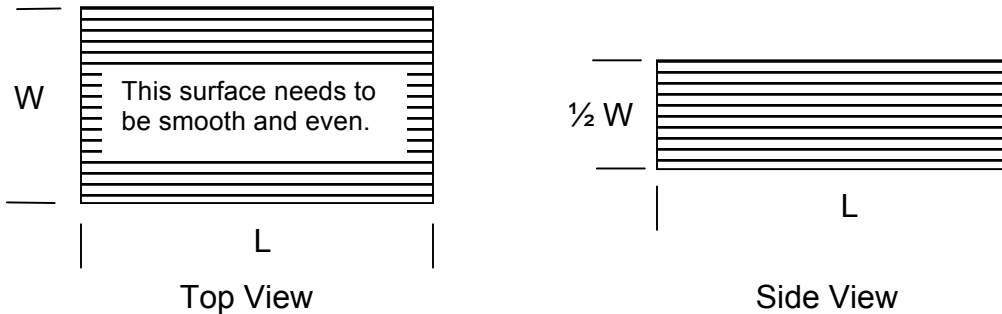 W
This surface needs to
be smooth and even.
L
Top View
½ W
L
Side View